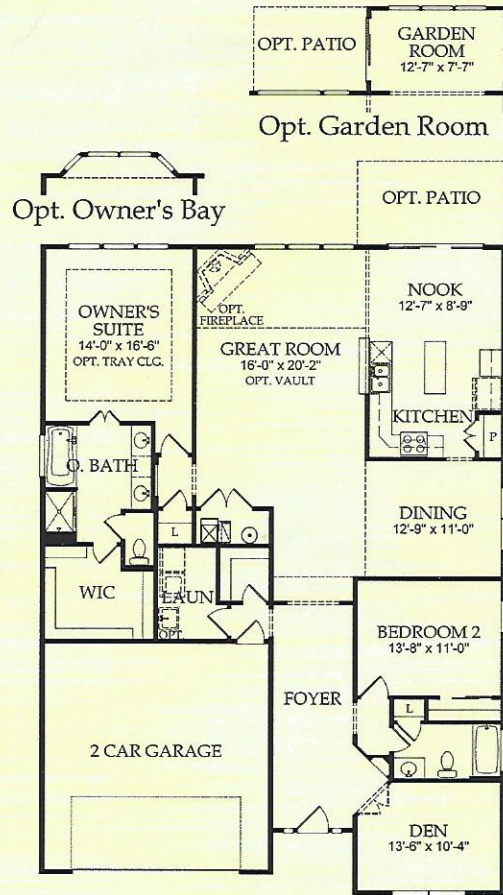 OPT. PATIO
GARDEN
ROOM
12'-7" x 7'-7"
Opt. Garden Room
Opt. Owner's Bay
OPT. PATIO
OWNER'S
SUITE
14'-0" x 16'-6"
OPT. TRAY CLG.
OPT.
FIREPLACE
GREAT ROOM
16'-0" x 20'-2"
OPT. VAULT
NOOK
12'-7" x 8'-9"
KITCHEN
P
O. BATH
L
DINING
12'-9" x 11'-0"
WIC
LAUN
OPT.
BEDROOM 2
13'-8" x 11'-0"
FOYER
L
2 CAR GARAGE
DEN
13'-6" x 10'-4"